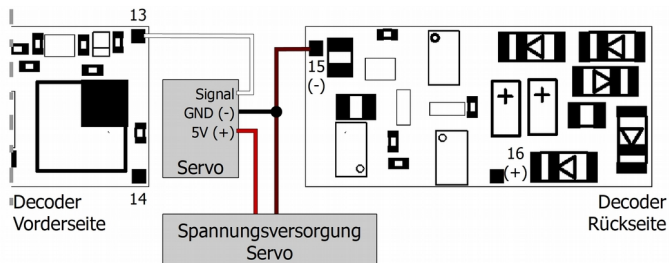 13
Signal
GND (-)
5V (+)
Servo
14
Decoder
Vorderseite
15
(-)
16
(+)
Decoder
Rückseite
Spannungsversorgung
Servo